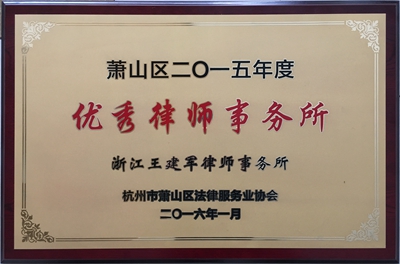 萧山区二〇一五年度
优秀律师事务所
浙江王建军律师事务所
杭州市萧山区法律服务业协会
二〇一六年一月